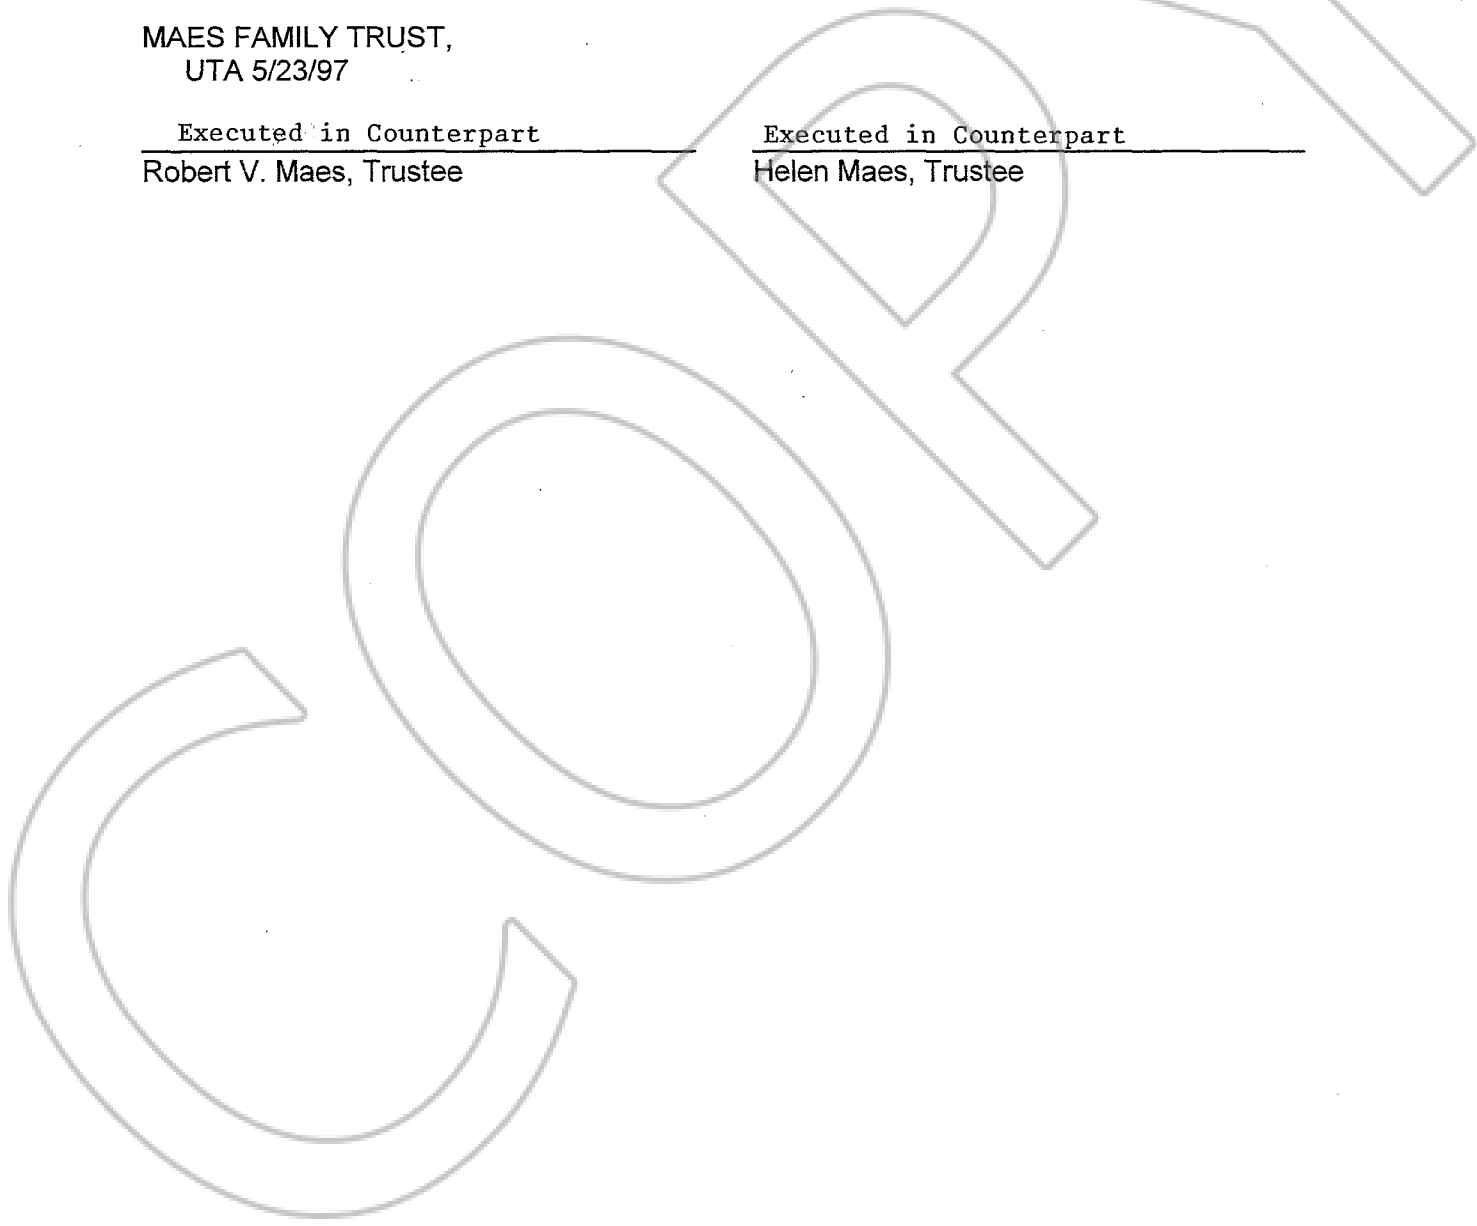 MAES FAMILY TRUST,
UTA 5/23/97
Executed in Counterpart
Robert V. Maes, Trustee
Executed in Counterpart
Helen Maes, Trustee
COPY